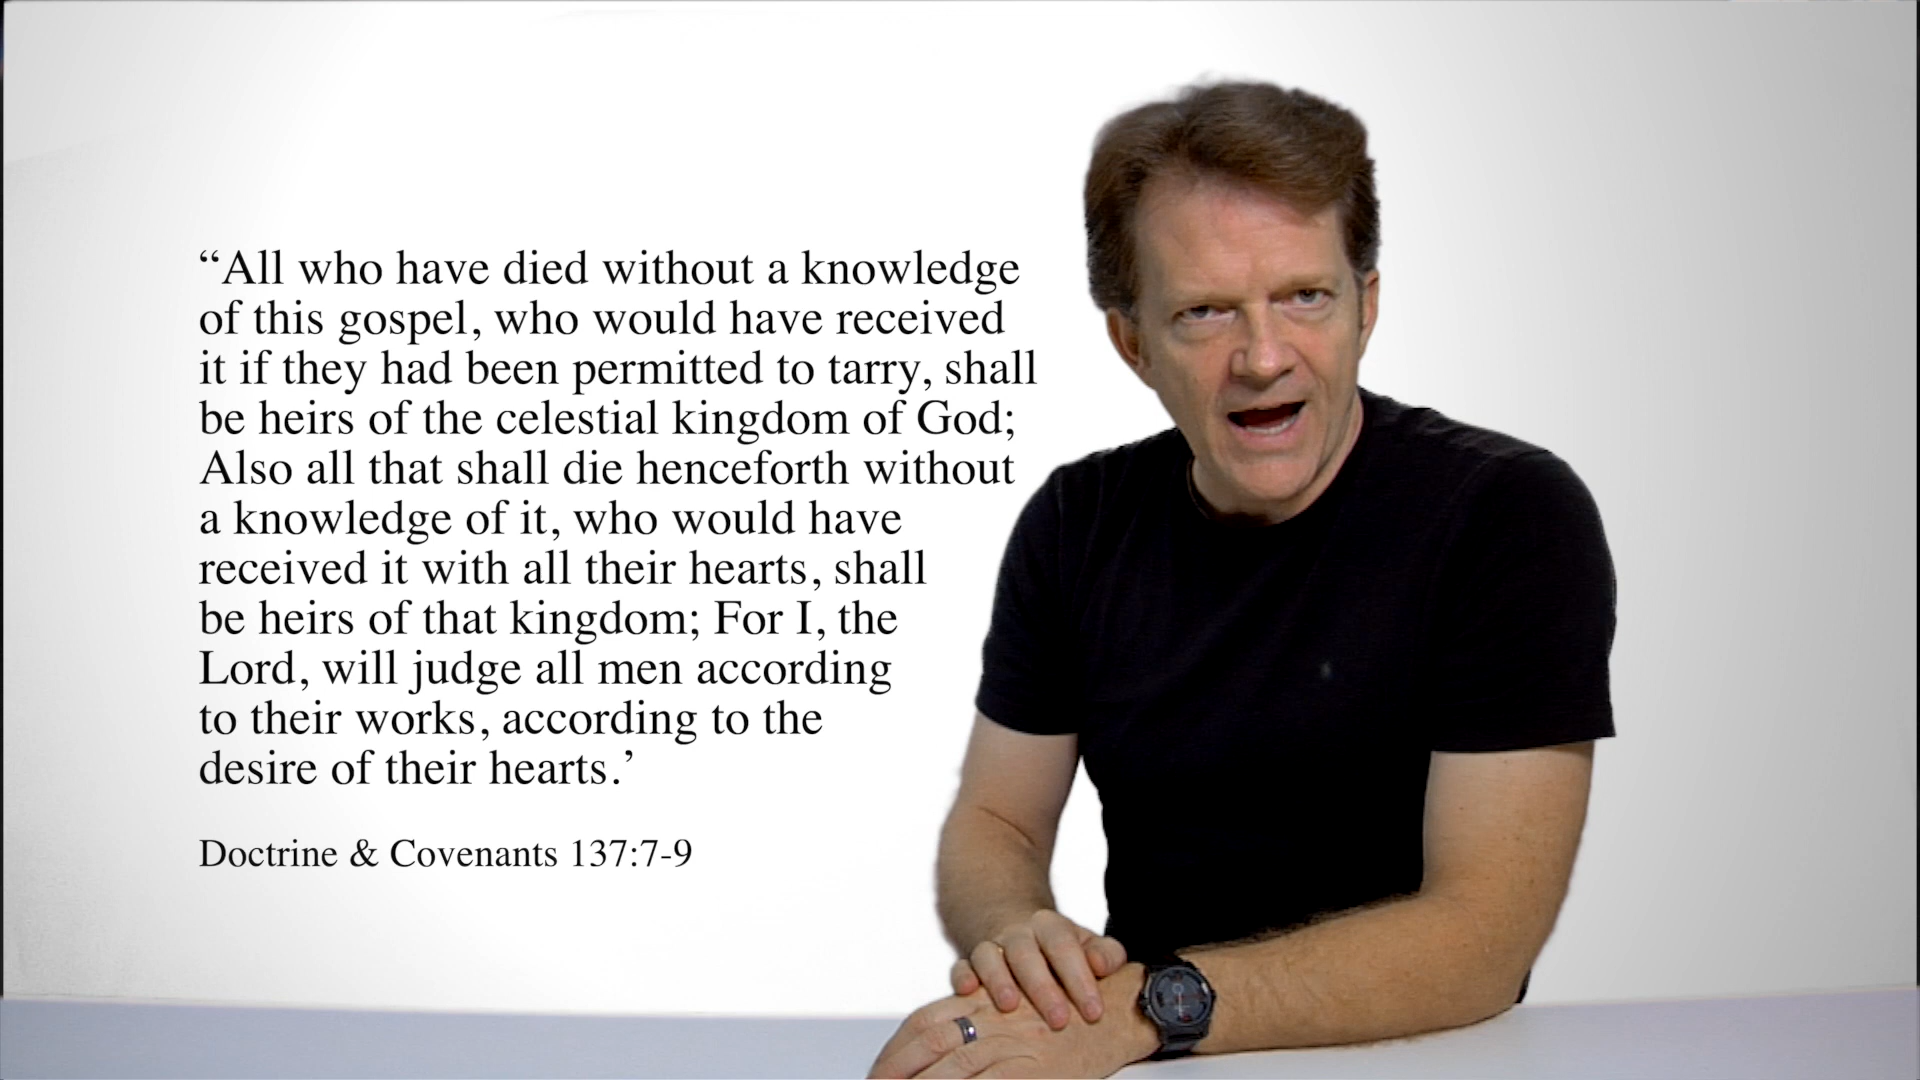 “All who have died without a knowledge
of this gospel, who would have received
it if they had been permitted to tarry, shall
be heirs of the celestial kingdom of God;
Also all that shall die henceforth without
a knowledge of it, who would have
received it with all their hearts, shall
be heirs of that kingdom; For I, the
Lord, will judge all men according
to their works, according to the
desire of their hearts.’
Doctrine & Covenants 137:7-9